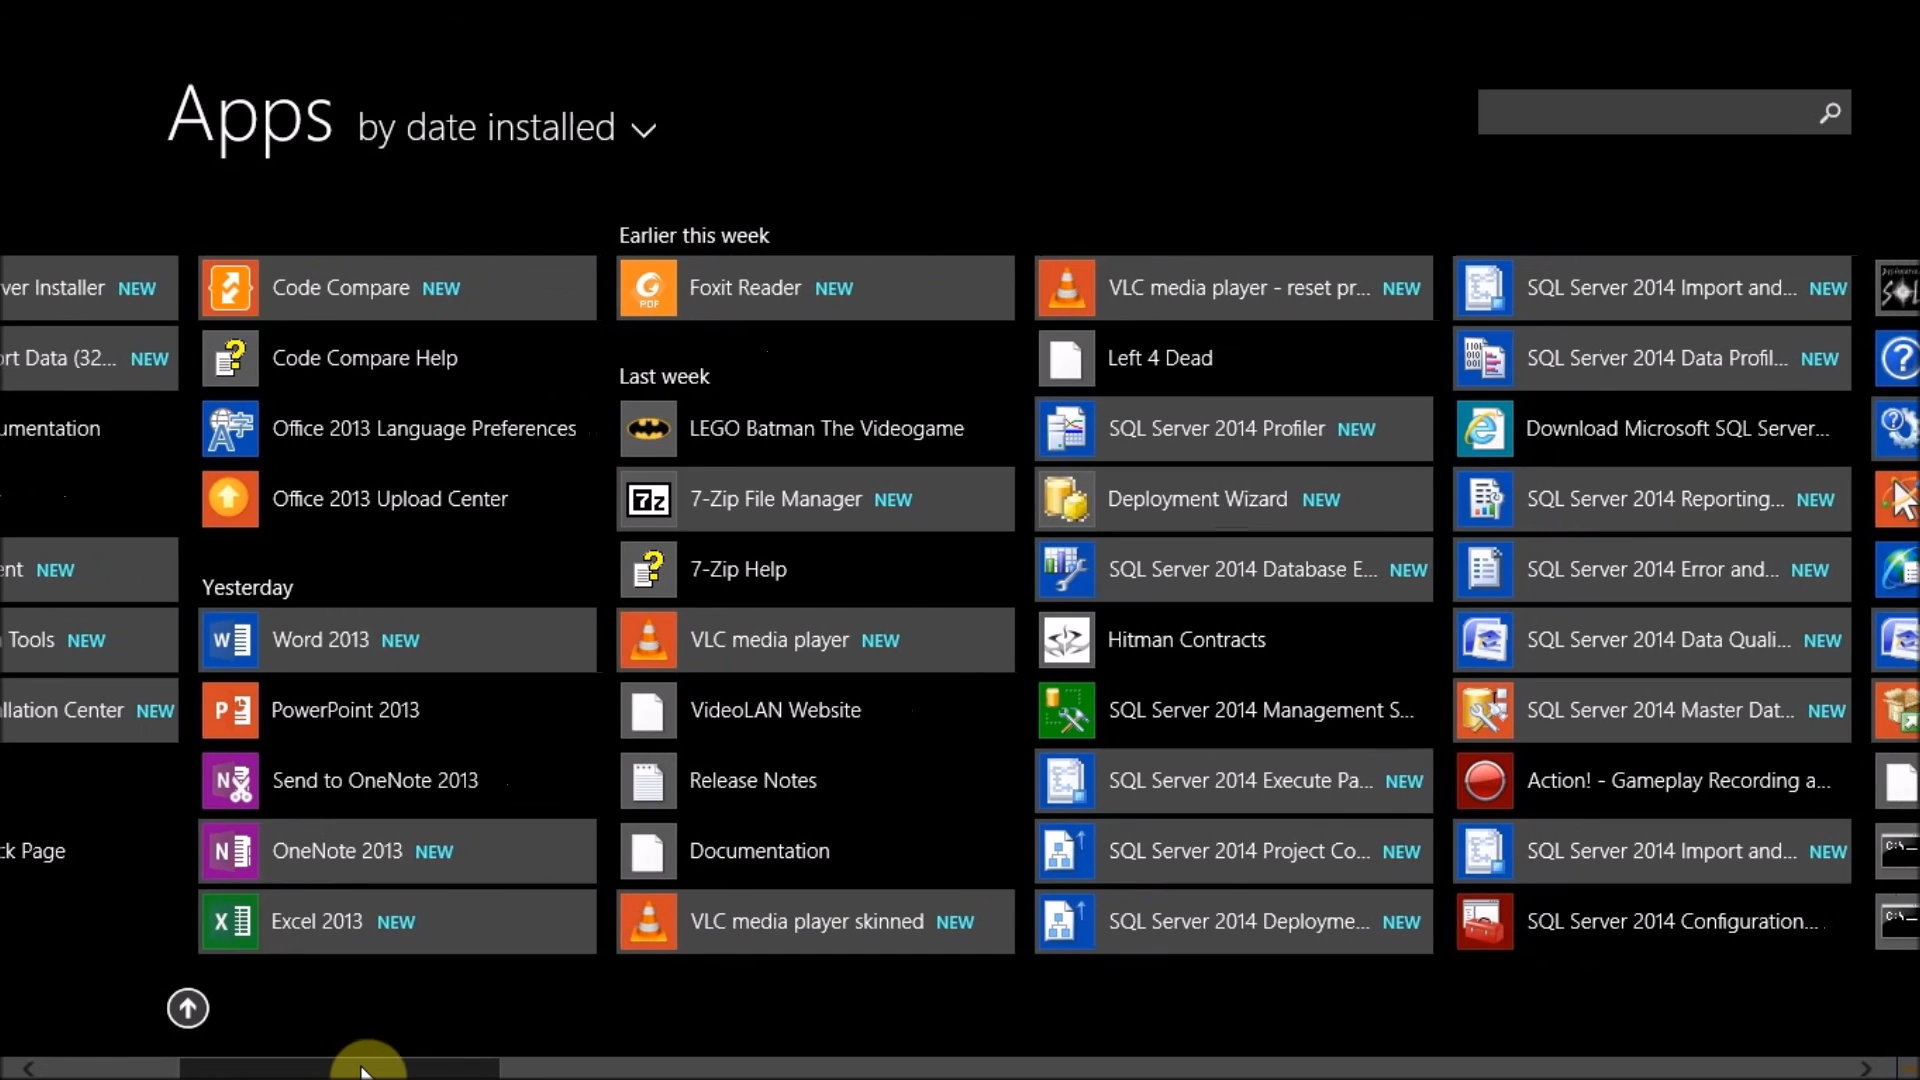 Apps by date installed
ver Installer NEW
ort Data (32... NEW
umentation
ent NEW
Tools NEW
llation Center NEW
ck Page
Code Compare NEW
Code Compare Help
Office 2013 Language Preferences
Office 2013 Upload Center
Yesterday
Word 2013 NEW
PowerPoint 2013
Send to OneNote 2013
OneNote 2013 NEW
Excel 2013 NEW
Earlier this week
Foxit Reader NEW
Last week
LEGO Batman The Videogame
7-Zip File Manager NEW
7-Zip Help
VLC media player NEW
VideoLAN Website
Release Notes
Documentation
VLC media player skinned NEW
VLC media player - reset pr... NEW
Left 4 Dead
SQL Server 2014 Profiler NEW
Deployment Wizard NEW
SQL Server 2014 Database E... NEW
Hitman Contracts
SQL Server 2014 Management S...
SQL Server 2014 Execute Pa... NEW
SQL Server 2014 Project Co... NEW
SQL Server 2014 Deployme... NEW
SQL Server 2014 Import and... NEW
SQL Server 2014 Data Profil... NEW
Download Microsoft SQL Server...
SQL Server 2014 Reporting... NEW
SQL Server 2014 Error and... NEW
SQL Server 2014 Data Quali... NEW
SQL Server 2014 Master Dat... NEW
Action! - Gameplay Recording a...
SQL Server 2014 Import and... NEW
SQL Server 2014 Configuration...